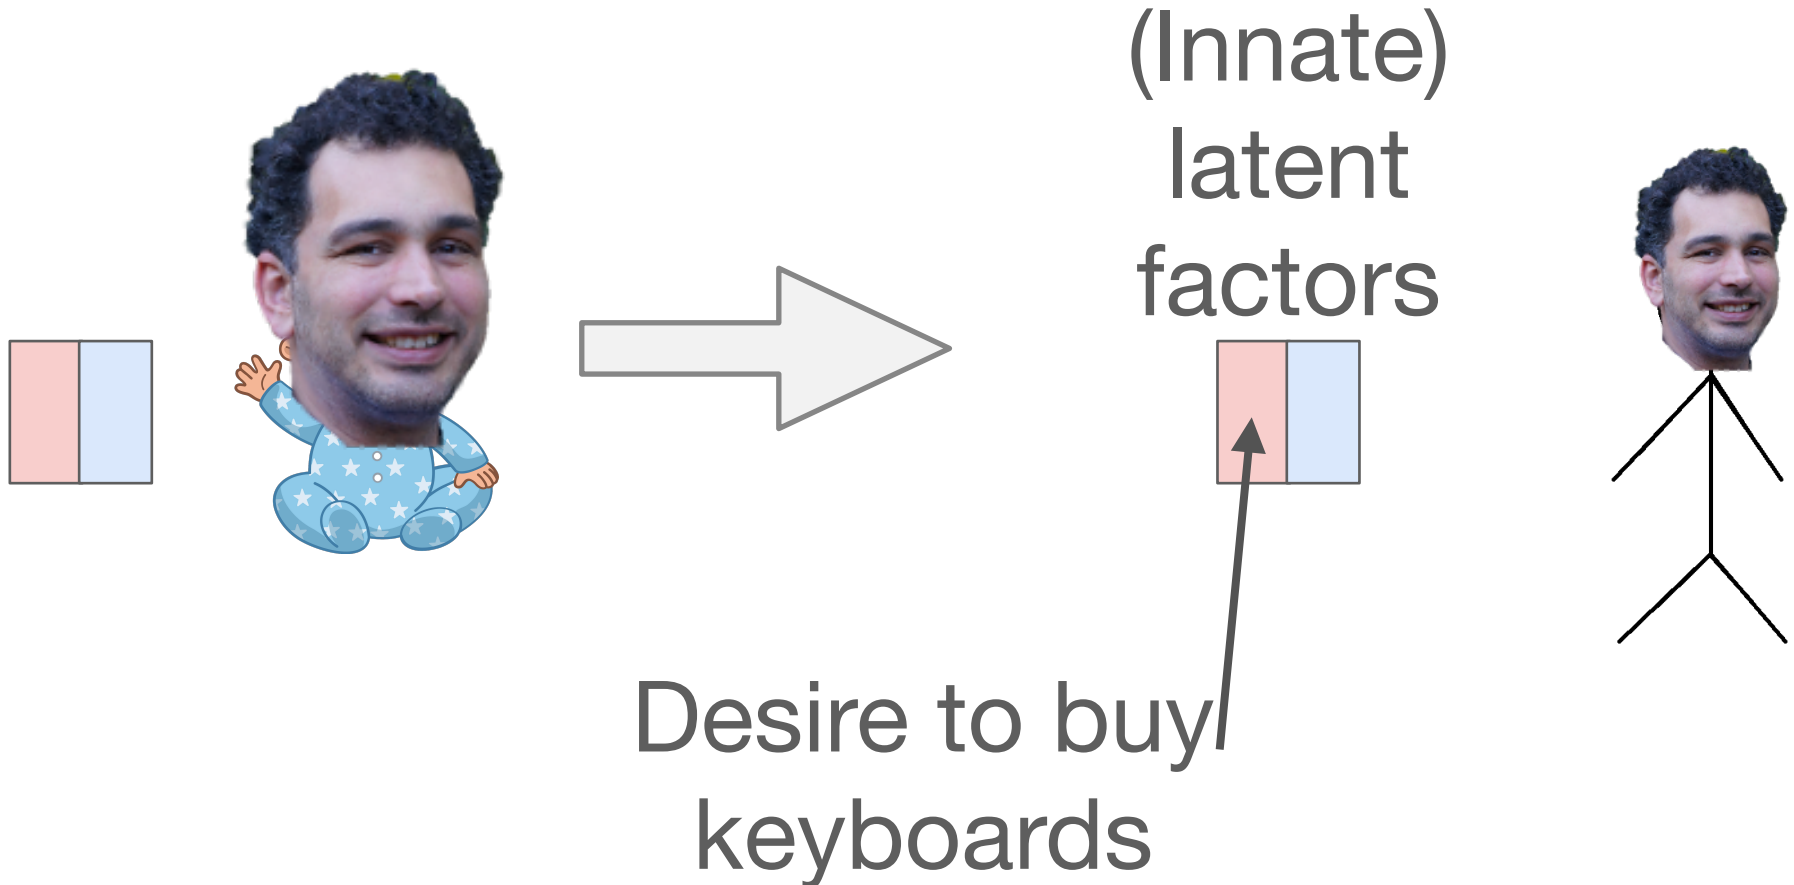 (Innate)
latent
factors
Desire to buy
keyboards